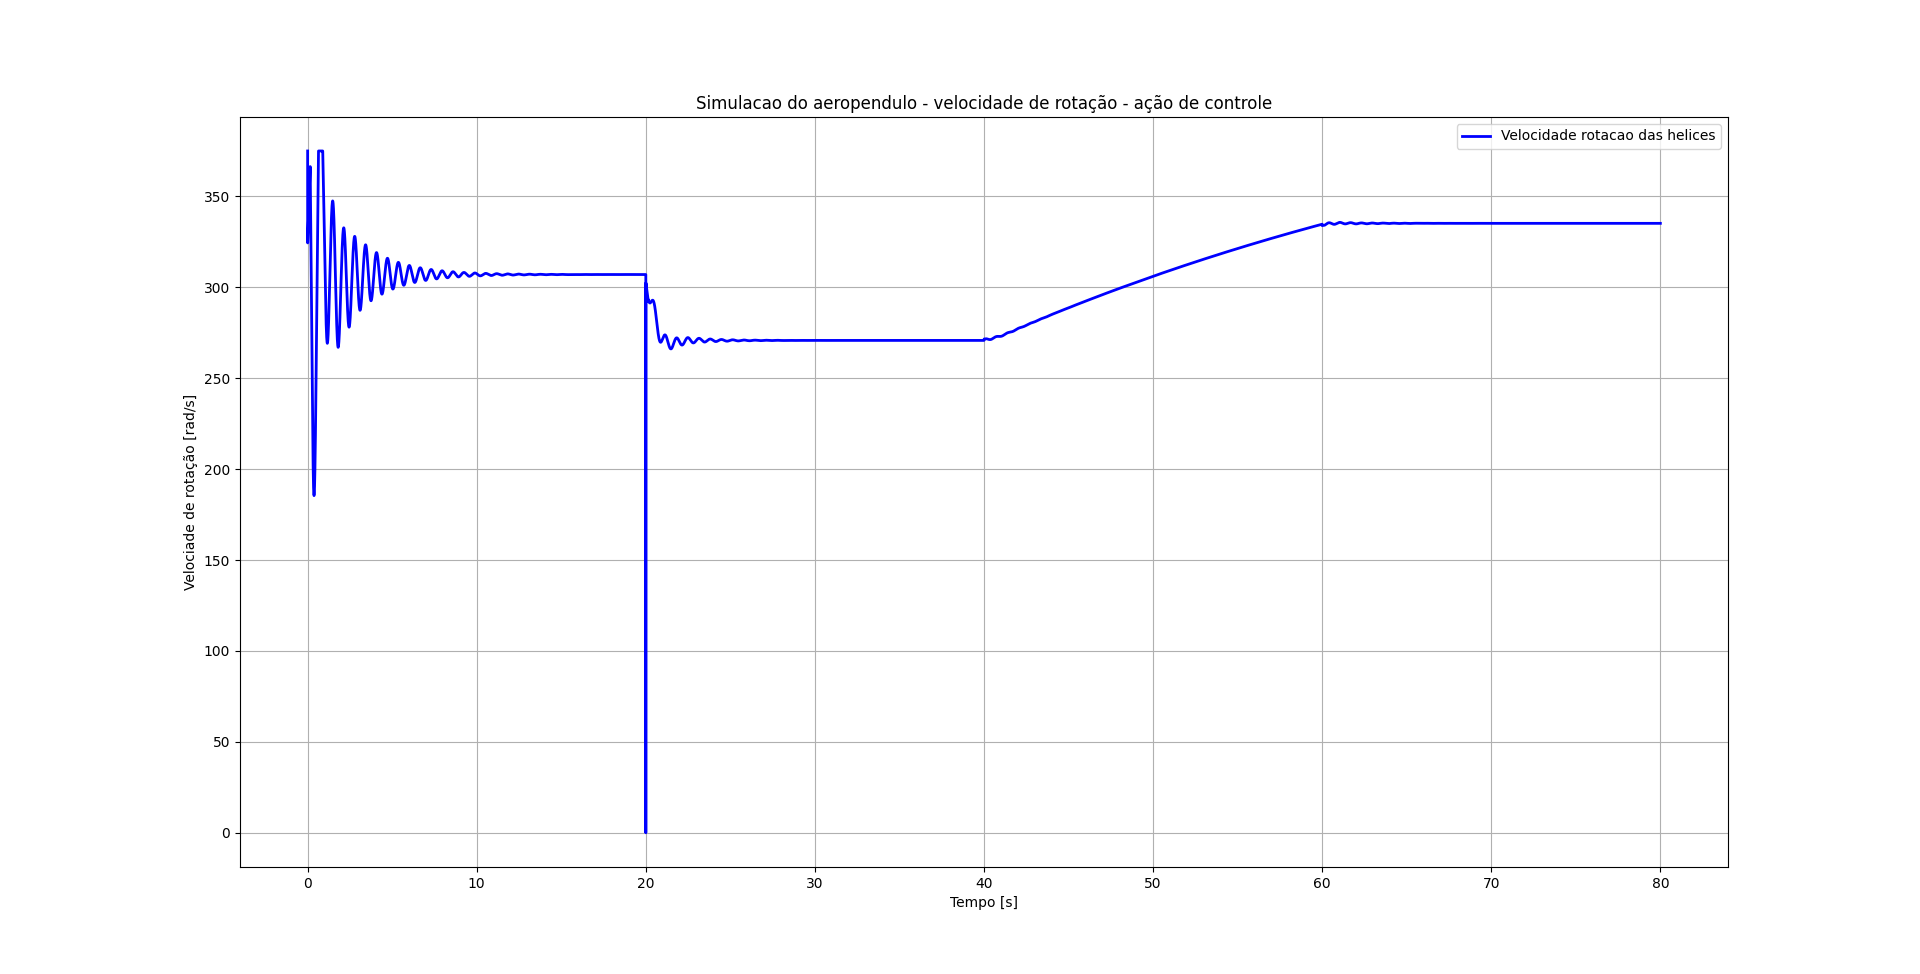 Simulacao do aeropendulo - velocidade de rotação - ação de controle
Velocidade rotacao das helices
Velociade de rotação [rad/s]
350
300
250
200
150
100
50
0
0 10 20 30 40 50 60 70 80
Tempo [s]